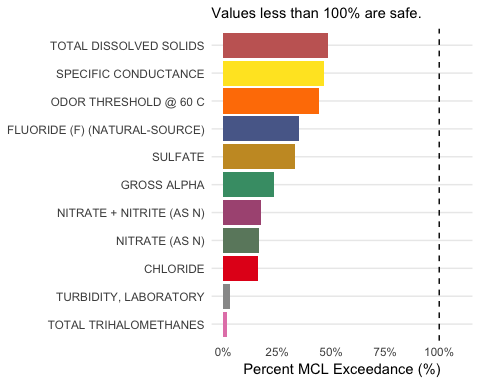 Values less than 100% are safe.
TOTAL DISSOLVED SOLIDS
SPECIFIC CONDUCTANCE
ODOR THRESHOLD @ 60 C
FLUORIDE (F) (NATURAL-SOURCE)
SULFATE
GROSS ALPHA
NITRATE + NITRITE (AS N)
NITRATE (AS N)
CHLORIDE
TURBIDITY, LABORATORY
TOTAL TRIHALOMETHANES
0% 25% 50% 75% 100%
Percent MCL Exceedance (%)